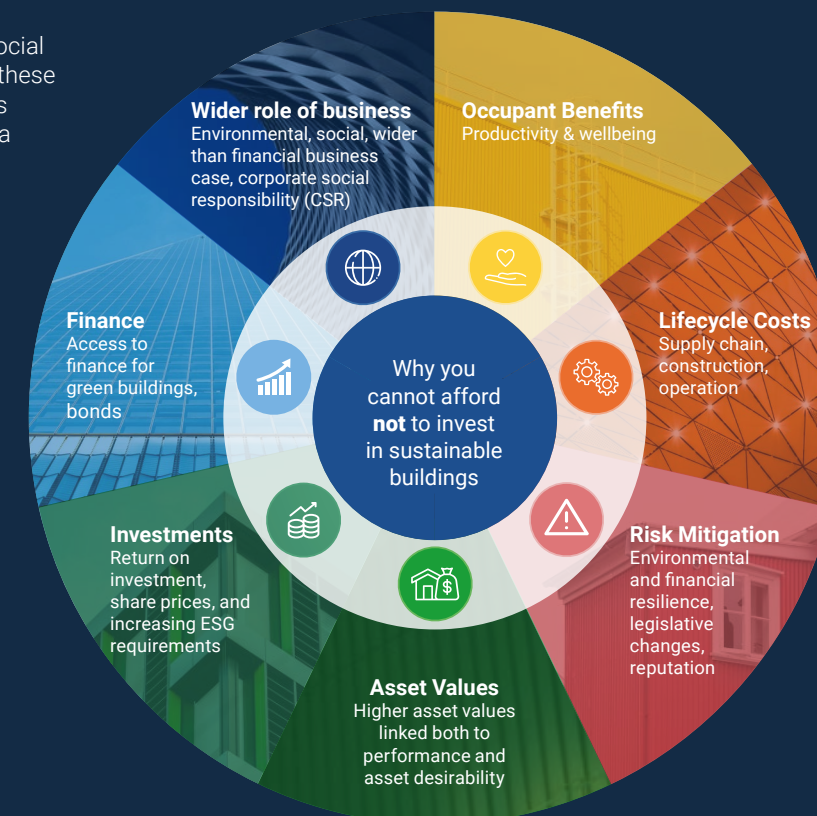 ocial
these
s
a
Wider role of business
Environmental, social, wider
than financial business
case, corporate social
responsibility (CSR)
Occupant Benefits
Productivity & wellbeing
Finance
Access to
finance for
green buildings,
bonds
Lifecycle Costs
Supply chain,
construction,
operation
Why you
cannot afford
not to invest
in sustainable
buildings
Investments
Return on
investment,
share prices, and
increasing ESG
requirements
$
Risk Mitigation
Environmental
and financial
resilience,
legislative
changes,
reputation
Asset Values
Higher asset values
linked both to
performance and
asset desirability